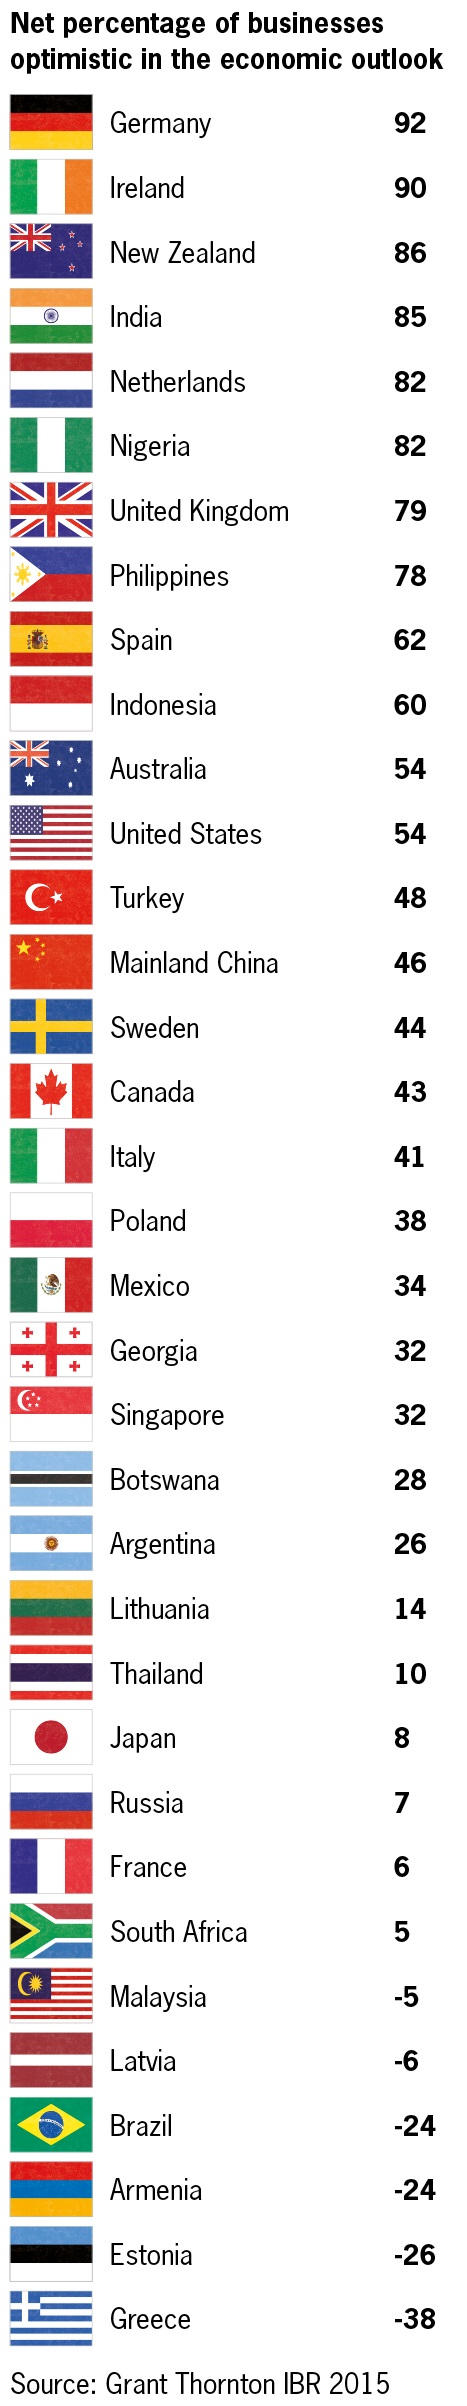 Net percentage of businesses
optimistic in the economic outlook
Germany 92
Ireland 90
New Zealand 86
India 85
Netherlands 82
Nigeria 82
United Kingdom 79
Philippines 78
Spain 62
Indonesia 60
Australia 54
United States 54
Turkey 48
Mainland China 46
Sweden 44
Canada 43
Italy 41
Poland 38
Mexico 34
Georgia 32
Singapore 32
Botswana 28
Argentina 26
Lithuania 14
Thailand 10
Japan 8
Russia 7
France 6
South Africa 5
Malaysia -5
Latvia -6
Brazil -24
Armenia -24
Estonia -26
Greece -38
Source: Grant Thornton IBR 2015